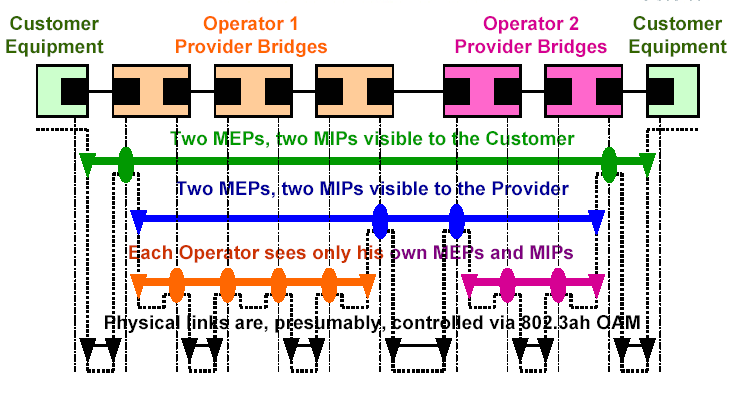 Customer
Equipment
Operator 1
Provider Bridges
Operator 2
Provider Bridges
Customer
Equipment
Two MEPs, two MIPs visible to the Customer
Two MEPs, two MIPs visible to the Provider
Each Operator sees only his own MEPs and MIPs
Physical links are, presumably, controlled via 802.3ah OAM